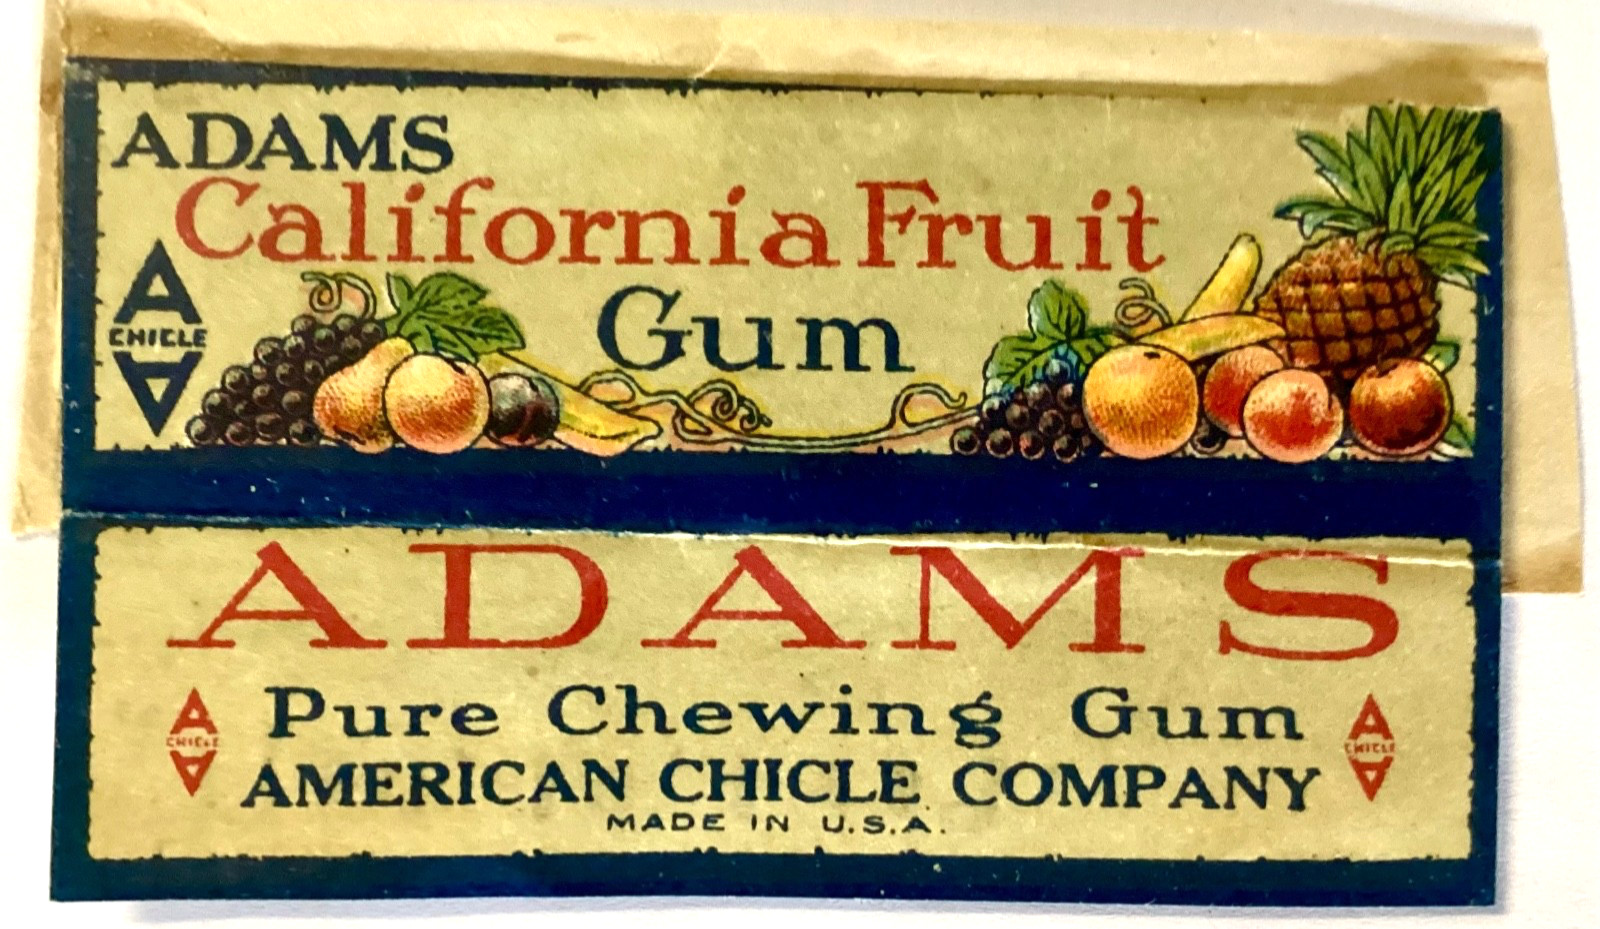 ADAMS
California Fruit
Gum
A
CHICLE
A
ADAMS
Pure Chewing Gum
AMERICAN CHICLE COMPANY
MADE IN U.S.A.
A
CHICLE
A
A
CHICLE
A